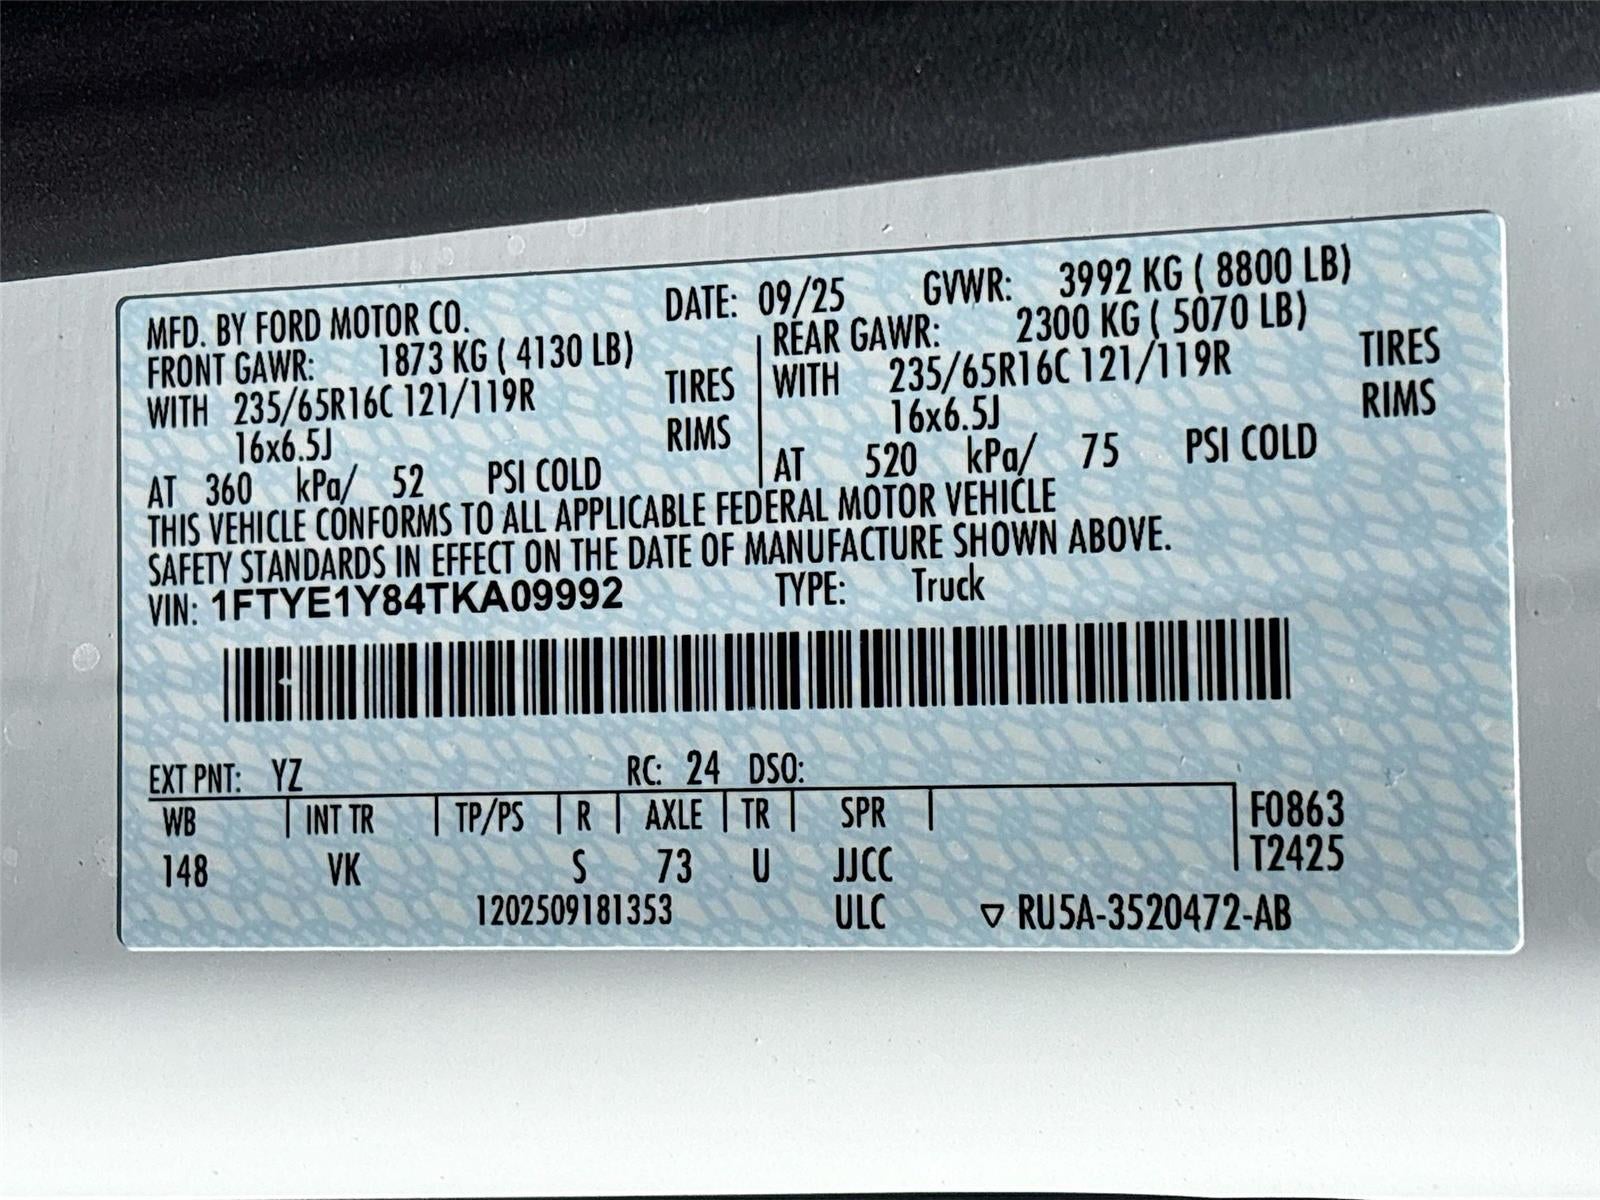 MFD. BY FORD MOTOR CO. DATE: 09/25 GVWR: 3992 KG ( 8800 LB)
FRONT GAWR: 1873 KG ( 4130 LB) REAR GAWR: 2300 KG ( 5070 LB)
WITH 235/65R16C 121/119R TIRES WITH 235/65R16C 121/119R TIRES
16x6.5J RIMS 16x6.5J RIMS
AT 360 kPa/ 52 PSI COLD AT 520 kPa/ 75 PSI COLD
THIS VEHICLE CONFORMS TO ALL APPLICABLE FEDERAL MOTOR VEHICLE
SAFETY STANDARDS IN EFFECT ON THE DATE OF MANUFACTURE SHOWN ABOVE.
VIN: 1FTYE1Y84TKA09992 TYPE: Truck
EXT PNT: YZ RC: 24 DSO:
WB INT TR TP/PS R AXLE TR SPR F0863
148 VK S 73 U JJCC T2425
1202509181353 ULC ▽ RU5A-3520472-AB